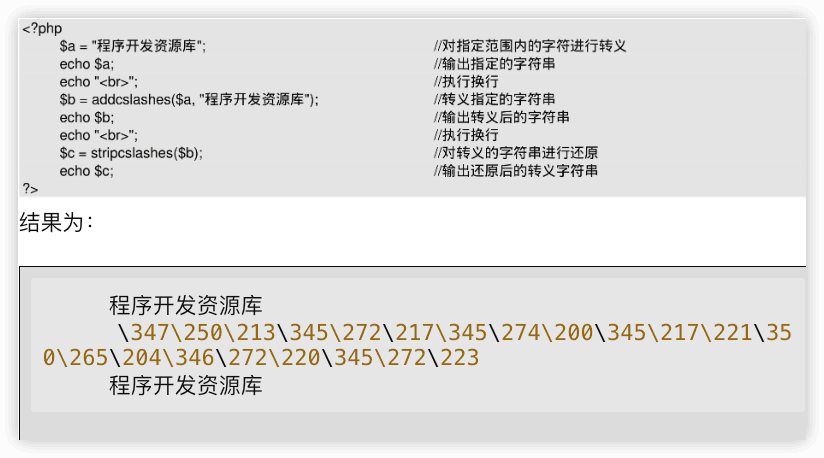 <?php
$a = "程序开发资源库"; //对指定范围内的字符进行转义
echo $a; //输出指定的字符串
echo "<br>"; //执行换行
$b = addcslashes($a, "程序开发资源库"); //转义指定的字符串
echo $b; //输出转义后的字符串
echo "<br>"; //执行换行
$c = stripcslashes($b); //对转义的字符串进行还原
echo $c; //输出还原后的转义字符串
?>
结果为：
程序开发资源库
\347\250\213\345\272\217\345\274\200\345\217\221\35
0\265\204\346\272\220\345\272\223
程序开发资源库